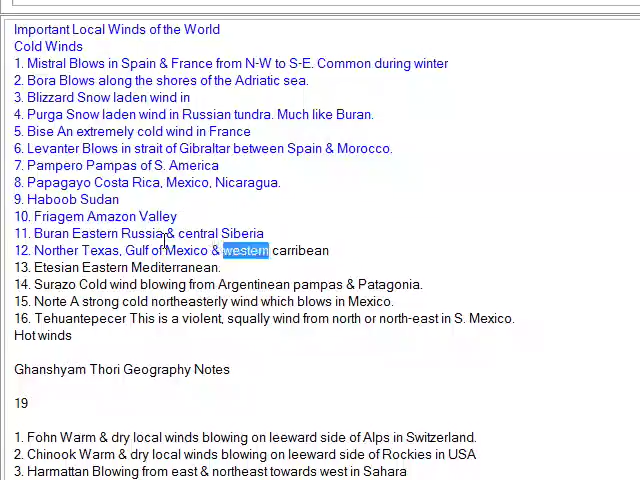 Important Local Winds of the World
Cold Winds
1. Mistral Blows in Spain & France from N-W to S-E. Common during winter
2. Bora Blows along the shores of the Adriatic sea.
3. Blizzard Snow laden wind in
4. Purga Snow laden wind in Russian tundra. Much like Buran.
5. Bise An extremely cold wind in France
6. Levanter Blows in strait of Gibraltar between Spain & Morocco.
7. Pampero Pampas of S. America
8. Papagayo Costa Rica, Mexico, Nicaragua.
9. Haboob Sudan
10. Friagem Amazon Valley
11. Buran Eastern Russia & central Siberia
12. Norther Texas, Gulf of Mexico & western carribean
13. Etesian Eastern Mediterranean.
14. Surazo Cold wind blowing from Argentinean pampas & Patagonia.
15. Norte A strong cold northeasterly wind which blows in Mexico.
16. Tehuantepecer This is a violent, squally wind from north or north-east in S. Mexico.
Hot winds
Ghanshyam Thori Geography Notes
19
1. Fohn Warm & dry local winds blowing on leeward side of Alps in Switzerland.
2. Chinook Warm & dry local winds blowing on leeward side of Rockies in USA
3. Harmattan Blowing from east & northeast towards west in Sahara